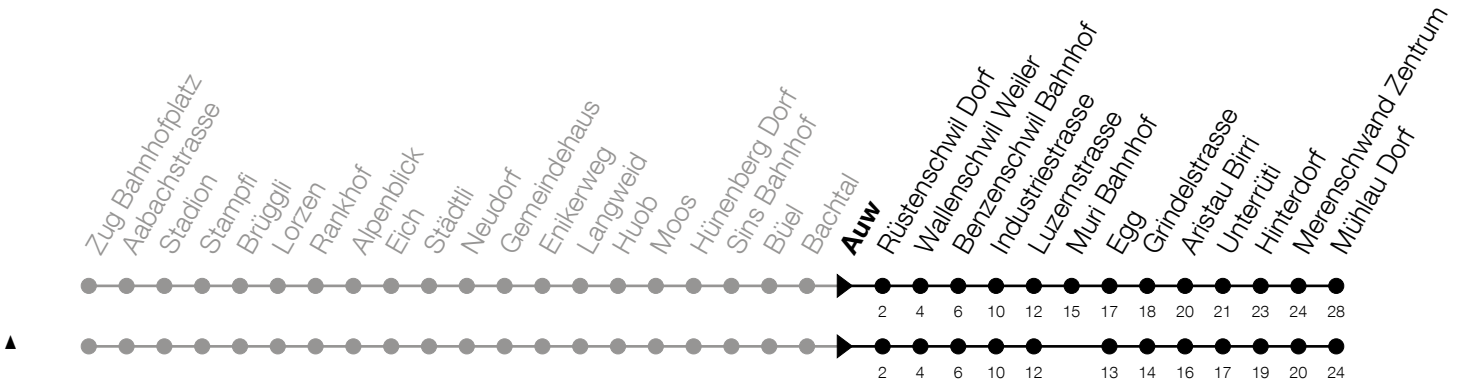 Zug Bahnhofplatz
Aabachstrasse
Stadion
Stampfi
Brüggli
Lorzen
Rankhof
Alpenblick
Eich
Städtli
Neudorf
Gemeindehaus
Enikerweg
Langweid
Huob
Moos
Hünenberg Dorf
Sins Bahnhof
Büel
Bachtal
Auw
Rüstenschwil Dorf
Wallenschwil Weiler
Benzenschwil Bahnhof
Industriestrasse
Luzernstrasse
Muri Bahnhof
Egg
Grindelstrasse
Aristau Birri
Unterrüti
Hinterdorf
Merenschwand Zentrum
Mühlau Dorf
2 4 6 10 12 15 17 18 20 21 23 24 28
2 4 6 10 12 13 14 16 17 19 20 24